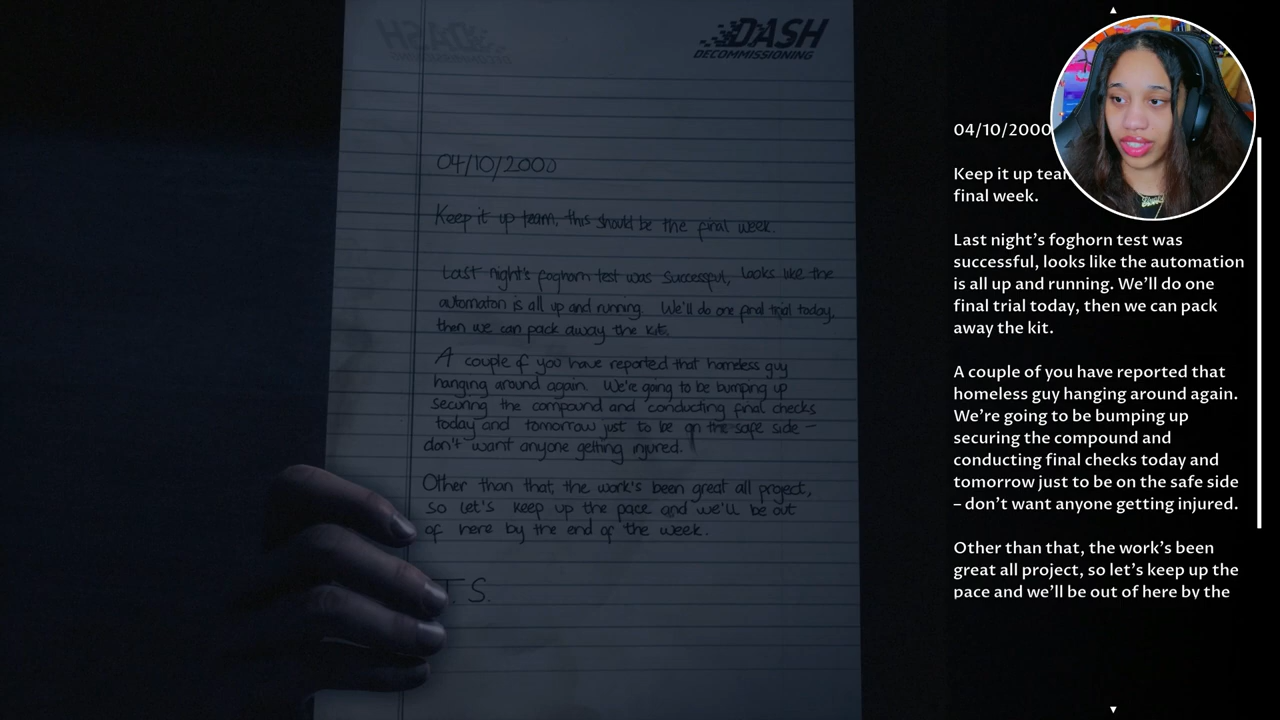 DASH
DECOMMISSIONING
04/10/2000
Keep it up team, this should be the final week.
Last night's foghorn test was successful, looks like the
automation is all up and running. We'll do one final trial today,
then we can pack away the kit.
A couple of you have reported that homeless guy
hanging around again. We're going to be bumping up
securing the compound and conducting final checks
today and tomorrow just to be on the safe side –
don't want anyone getting injured.
Other than that, the work's been great all project,
so let's keep up the pace and we'll be out
of here by the end of the week.
T.S.
04/10/2000
Keep it up team
final week.
Last night's foghorn test was
successful, looks like the automation
is all up and running. We'll do one
final trial today, then we can pack
away the kit.
A couple of you have reported that
homeless guy hanging around again.
We're going to be bumping up
securing the compound and
conducting final checks today and
tomorrow just to be on the safe side
– don't want anyone getting injured.
Other than that, the work's been
great all project, so let's keep up the
pace and we'll be out of here by the